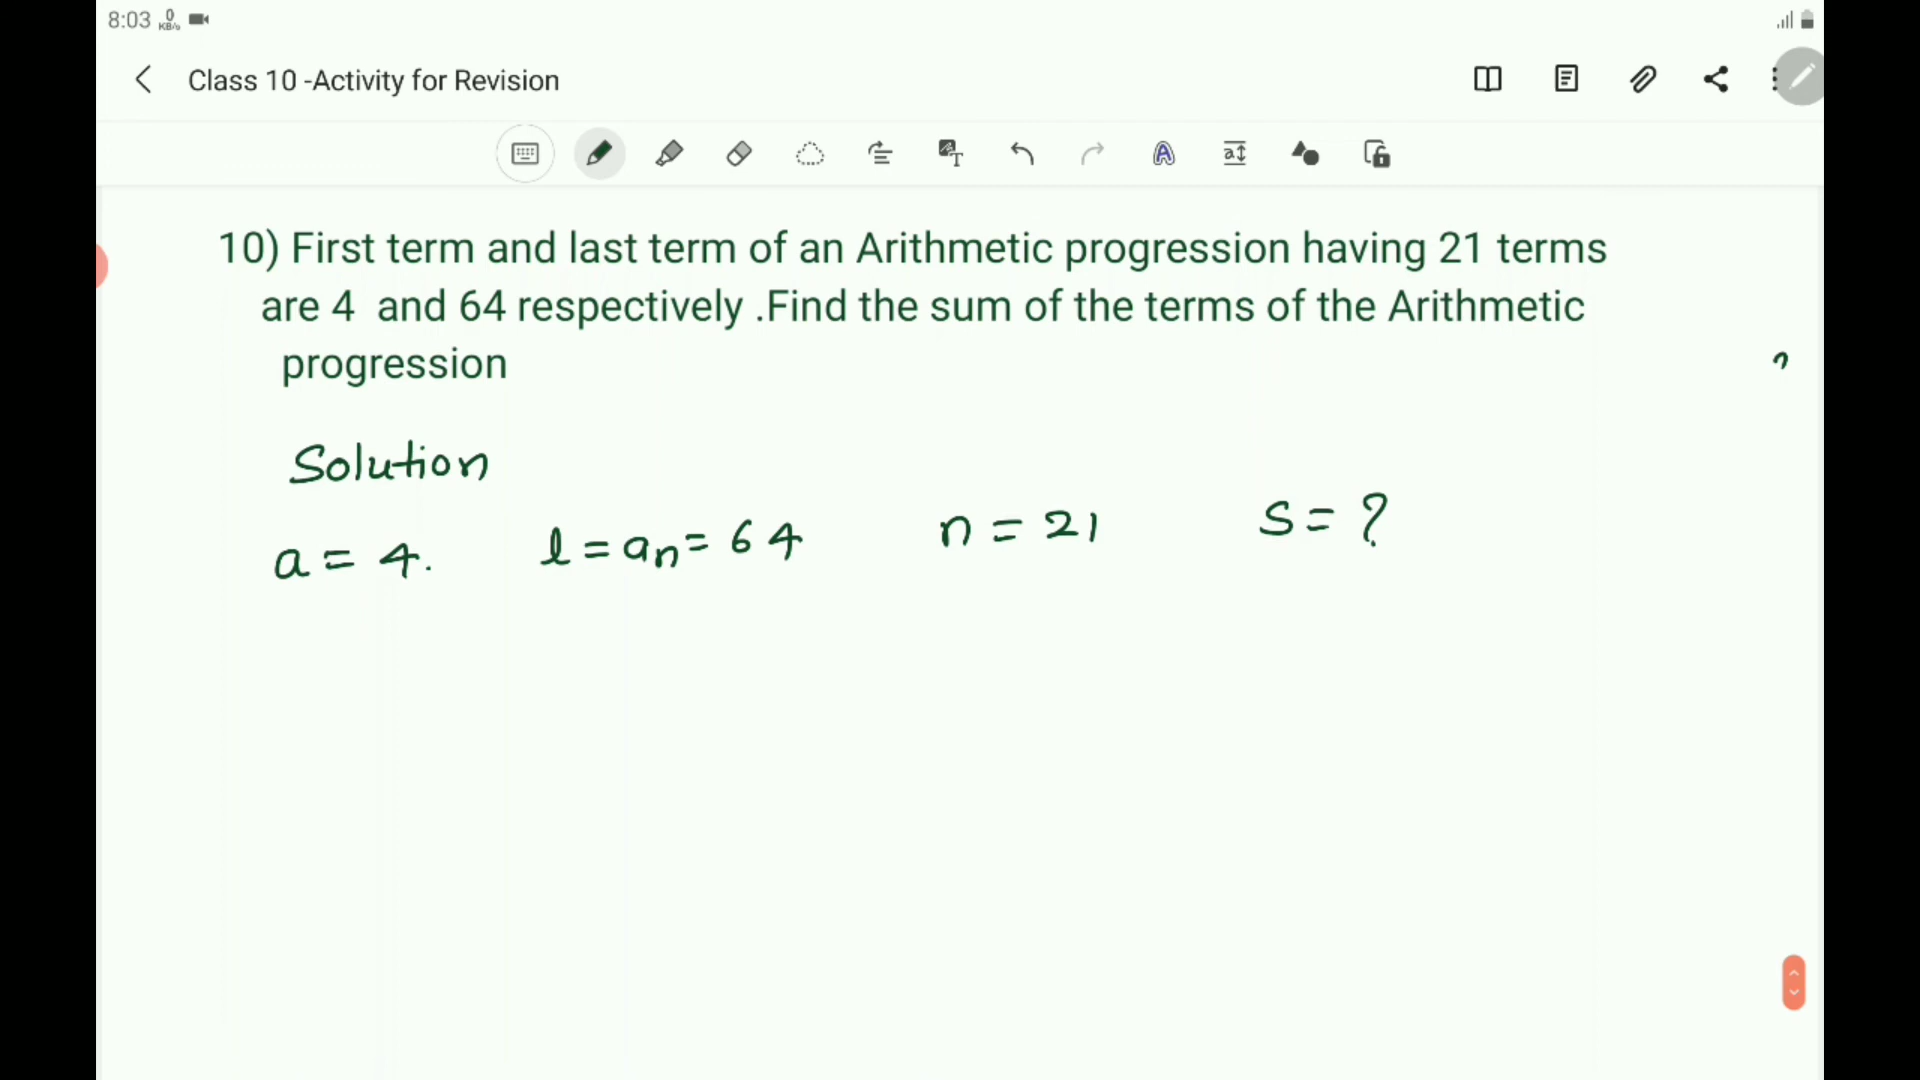 8:03 0 KB/s
Class 10 -Activity for Revision
10) First term and last term of an Arithmetic progression having 21 terms
are 4 and 64 respectively .Find the sum of the terms of the Arithmetic
progression
Solution
a = 4. l = an = 64 n = 21 S = ?